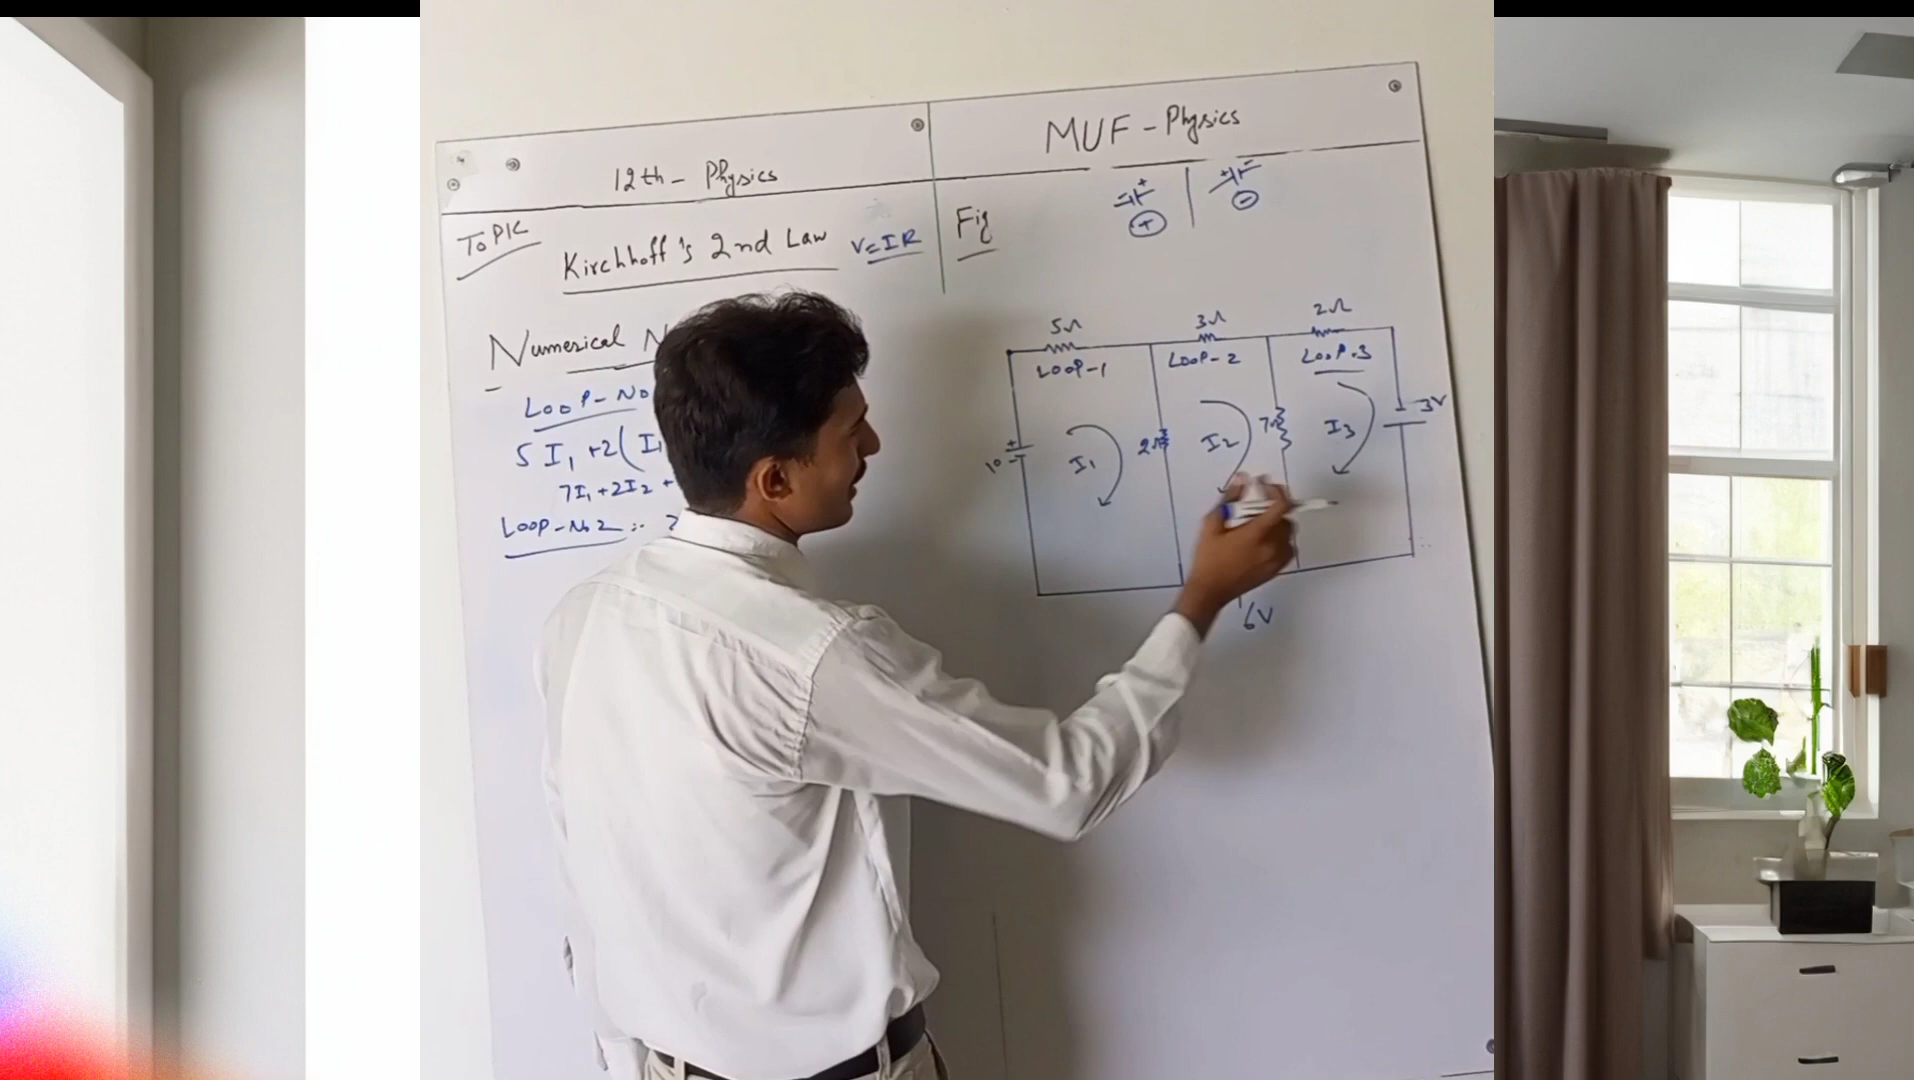 12th - Physics
MUF - Physics
TOPIC
Kirchhoff's 2nd Law
V=IR
Fig
- + | + -
+ | -
Numerical
LOOP-No
5I₁ +2(I₁
7I₁+2I₂ +
LOOP-No2 :- 2
5Ω
3Ω
2Ω
LOOP-1
LOOP-2
LOOP-3
+
-
10
I₁
2Ω
I₂
7Ω
I₃
3V
6V